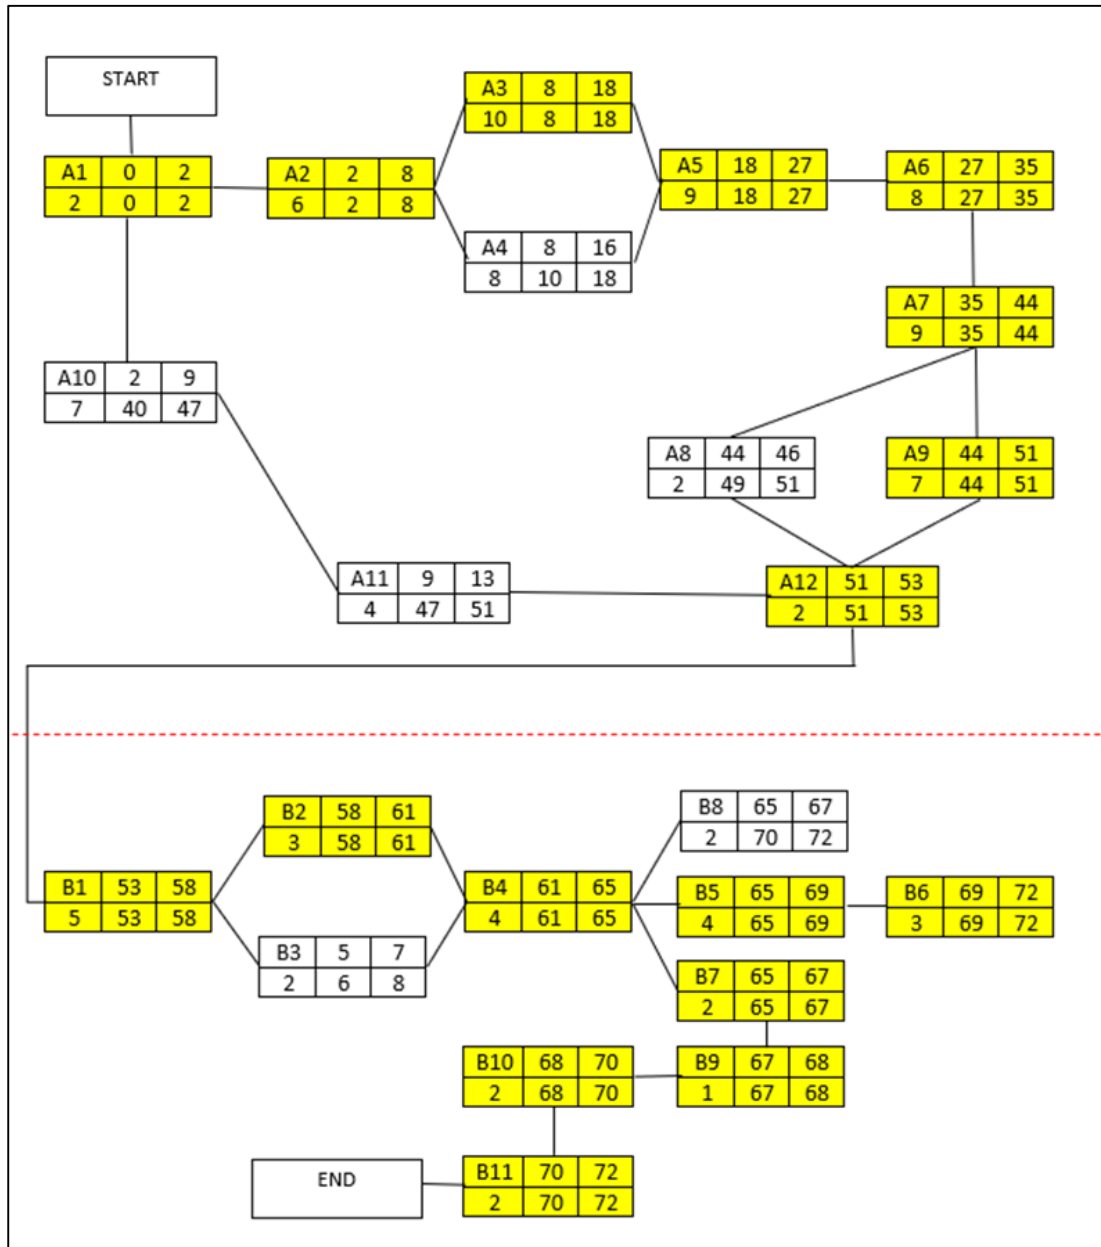 START
A1 0 2
2 0 2
A2 2 8
6 2 8
A3 8 18
10 8 18
A4 8 16
8 10 18
A5 18 27
9 18 27
A6 27 35
8 27 35
A7 35 44
9 35 44
A10 2 9
7 40 47
A8 44 46
2 49 51
A9 44 51
7 44 51
A11 9 13
4 47 51
A12 51 53
2 51 53
B1 53 58
5 53 58
B2 58 61
3 58 61
B3 5 7
2 6 8
B4 61 65
4 61 65
B8 65 67
2 70 72
B5 65 69
4 65 69
B6 69 72
3 69 72
B7 65 67
2 65 67
B9 67 68
1 67 68
B10 68 70
2 68 70
B11 70 72
2 70 72
END